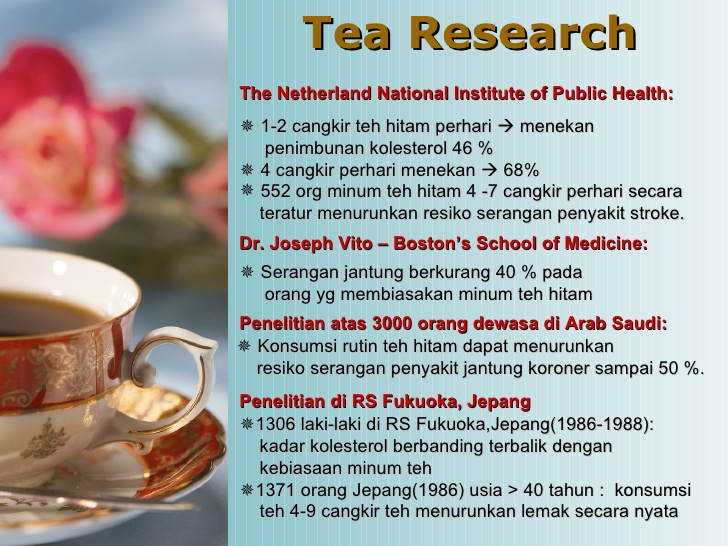 Tea Research
The Netherland National Institute of Public Health:
✵ 1-2 cangkir teh hitam perhari → menekan
penimbunan kolesterol 46 %
✵ 4 cangkir perhari menekan → 68%
✵ 552 org minum teh hitam 4 -7 cangkir perhari secara
teratur menurunkan resiko serangan penyakit stroke.
Dr. Joseph Vito – Boston's School of Medicine:
✵ Serangan jantung berkurang 40 % pada
orang yg membiasakan minum teh hitam
Penelitian atas 3000 orang dewasa di Arab Saudi:
✵ Konsumsi rutin teh hitam dapat menurunkan
resiko serangan penyakit jantung koroner sampai 50 %.
Penelitian di RS Fukuoka, Jepang
✵1306 laki-laki di RS Fukuoka,Jepang(1986-1988):
kadar kolesterol berbanding terbalik dengan
kebiasaan minum teh
✵1371 orang Jepang(1986) usia > 40 tahun : konsumsi
teh 4-9 cangkir teh menurunkan lemak secara nyata